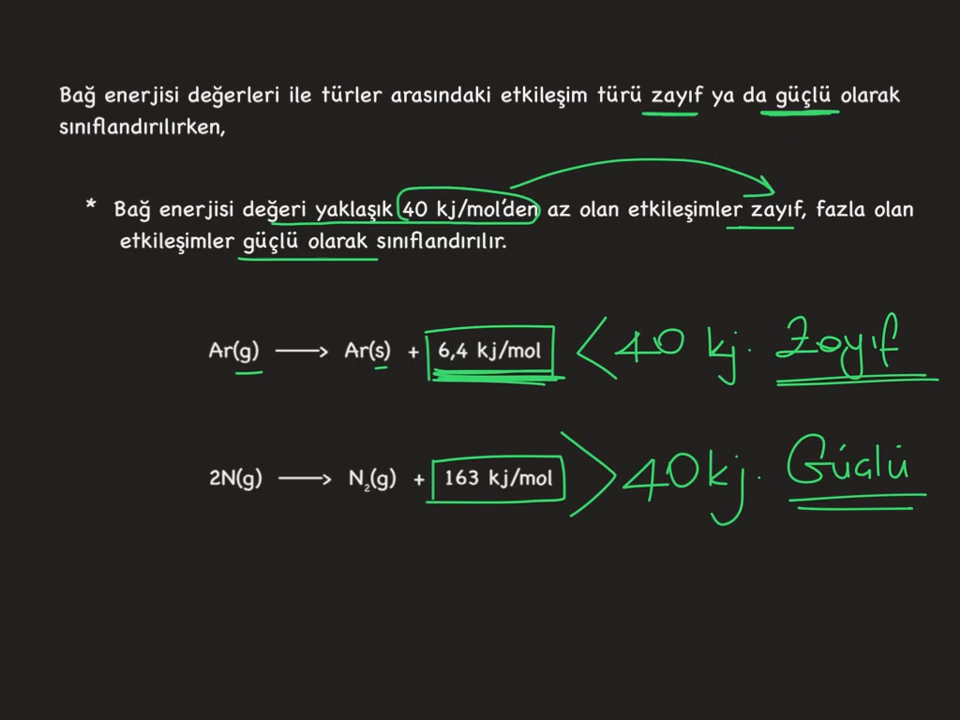 Bağ enerjisi değerleri ile türler arasındaki etkileşim türü zayıf ya da güçlü olarak
sınıflandırılırken,
* Bağ enerjisi değeri yaklaşık 40 kj/mol'den az olan etkileşimler zayıf, fazla olan
etkileşimler güçlü olarak sınıflandırılır.
Ar(g) ⟶ Ar(s) + 6,4 kj/mol < 40 kj. Zayıf
2N(g) ⟶ N₂(g) + 163 kj/mol > 40 kj. Güçlü